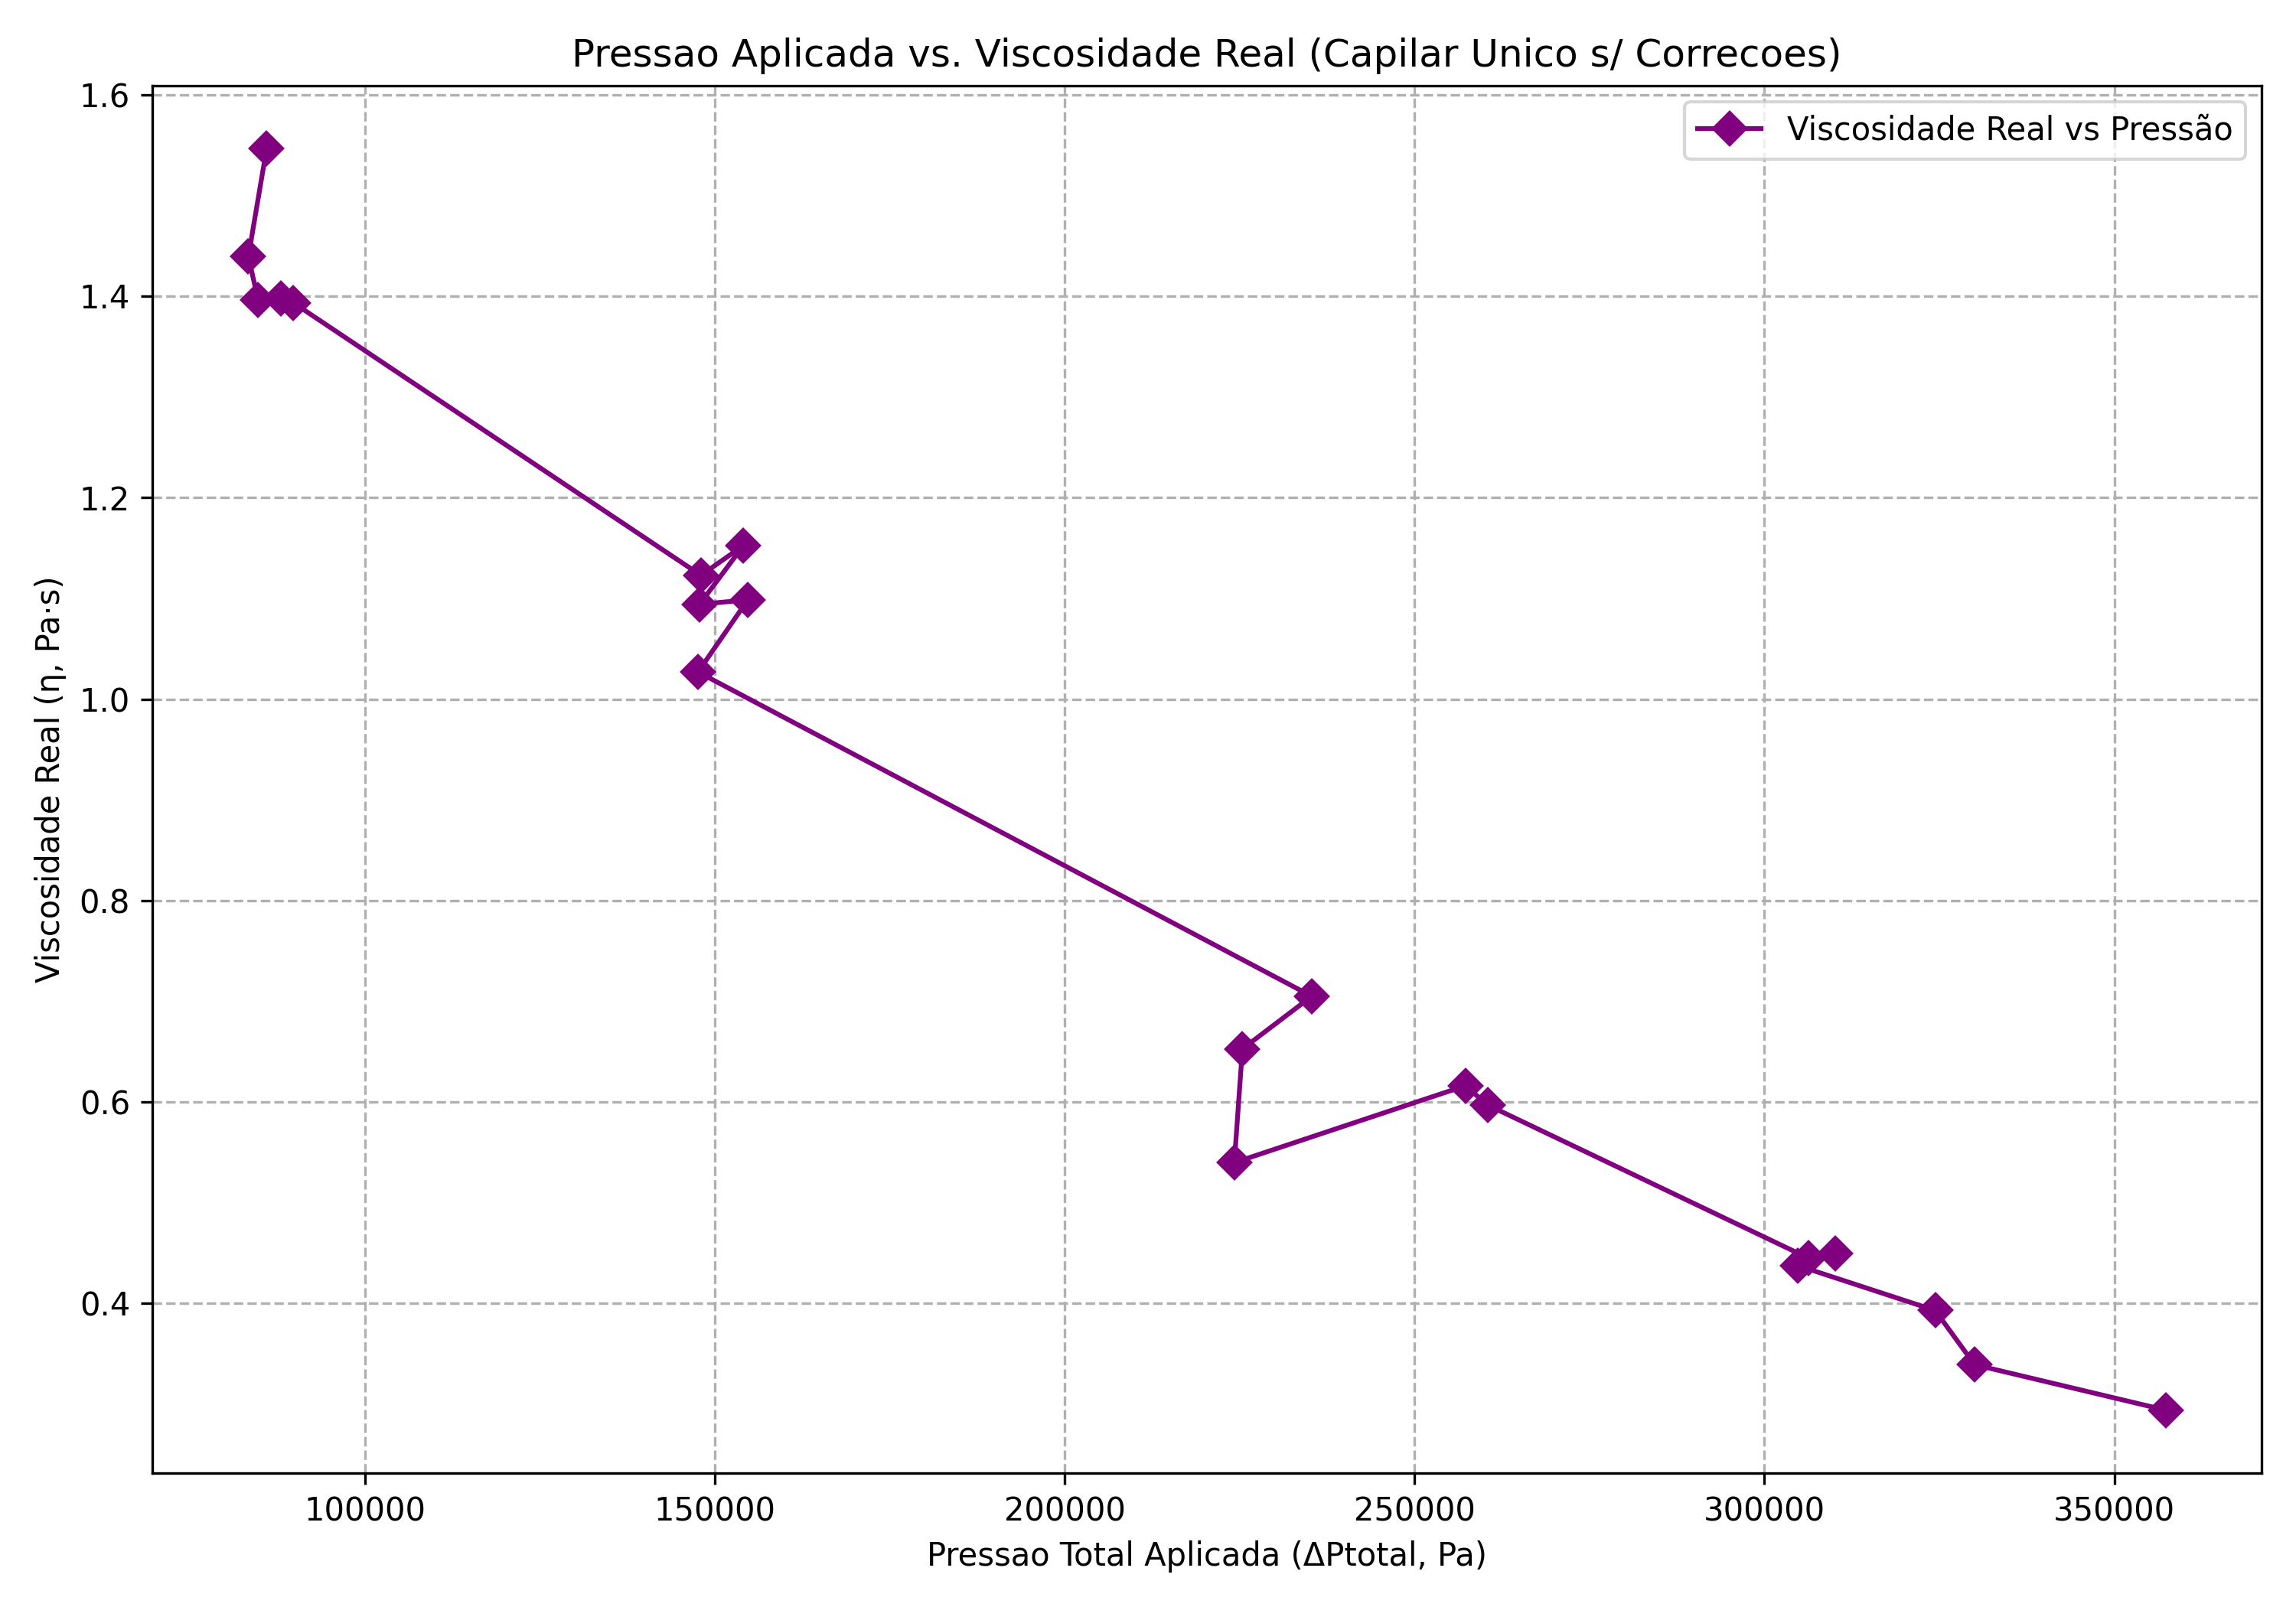 Pressao Aplicada vs. Viscosidade Real (Capilar Unico s/ Correcoes)
Viscosidade Real vs Pressão
1.6
1.4
1.2
1.0
0.8
0.6
0.4
Viscosidade Real (η, Pa·s)
100000 150000 200000 250000 300000 350000
Pressao Total Aplicada (ΔPtotal, Pa)